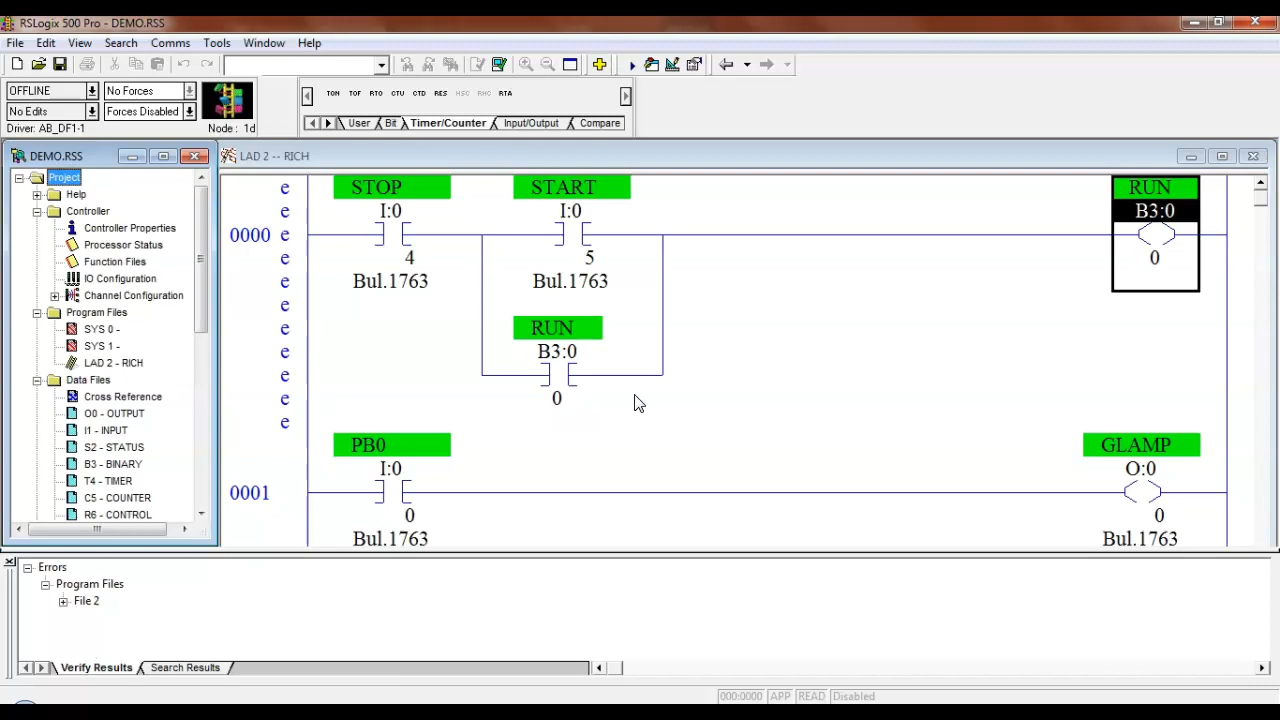 RSLogix 500 Pro - DEMO.RSS
File Edit View Search Comms Tools Window Help
OFFLINE No Forces
No Edits Forces Disabled
Driver: AB_DF1-1 Node : 1d
TON TOF RTO CTU CTD RES HSC RHC RTA
User Bit Timer/Counter Input/Output Compare
DEMO.RSS
Project
Help
Controller
Controller Properties
Processor Status
Function Files
IO Configuration
Channel Configuration
Program Files
SYS 0 -
SYS 1 -
LAD 2 - RICH
Data Files
Cross Reference
O0 - OUTPUT
I1 - INPUT
S2 - STATUS
B3 - BINARY
T4 - TIMER
C5 - COUNTER
R6 - CONTROL
LAD 2 -- RICH
e STOP START RUN
e I:0 I:0 B3:0
0000 e
e 4 5 0
e Bul.1763 Bul.1763
e
e RUN
e B3:0
e
e 0
e
PB0 GLAMP
I:0 O:0
0001
0 0
Bul.1763 Bul.1763
Errors
Program Files
File 2
Verify Results Search Results
000:0000 APP READ Disabled